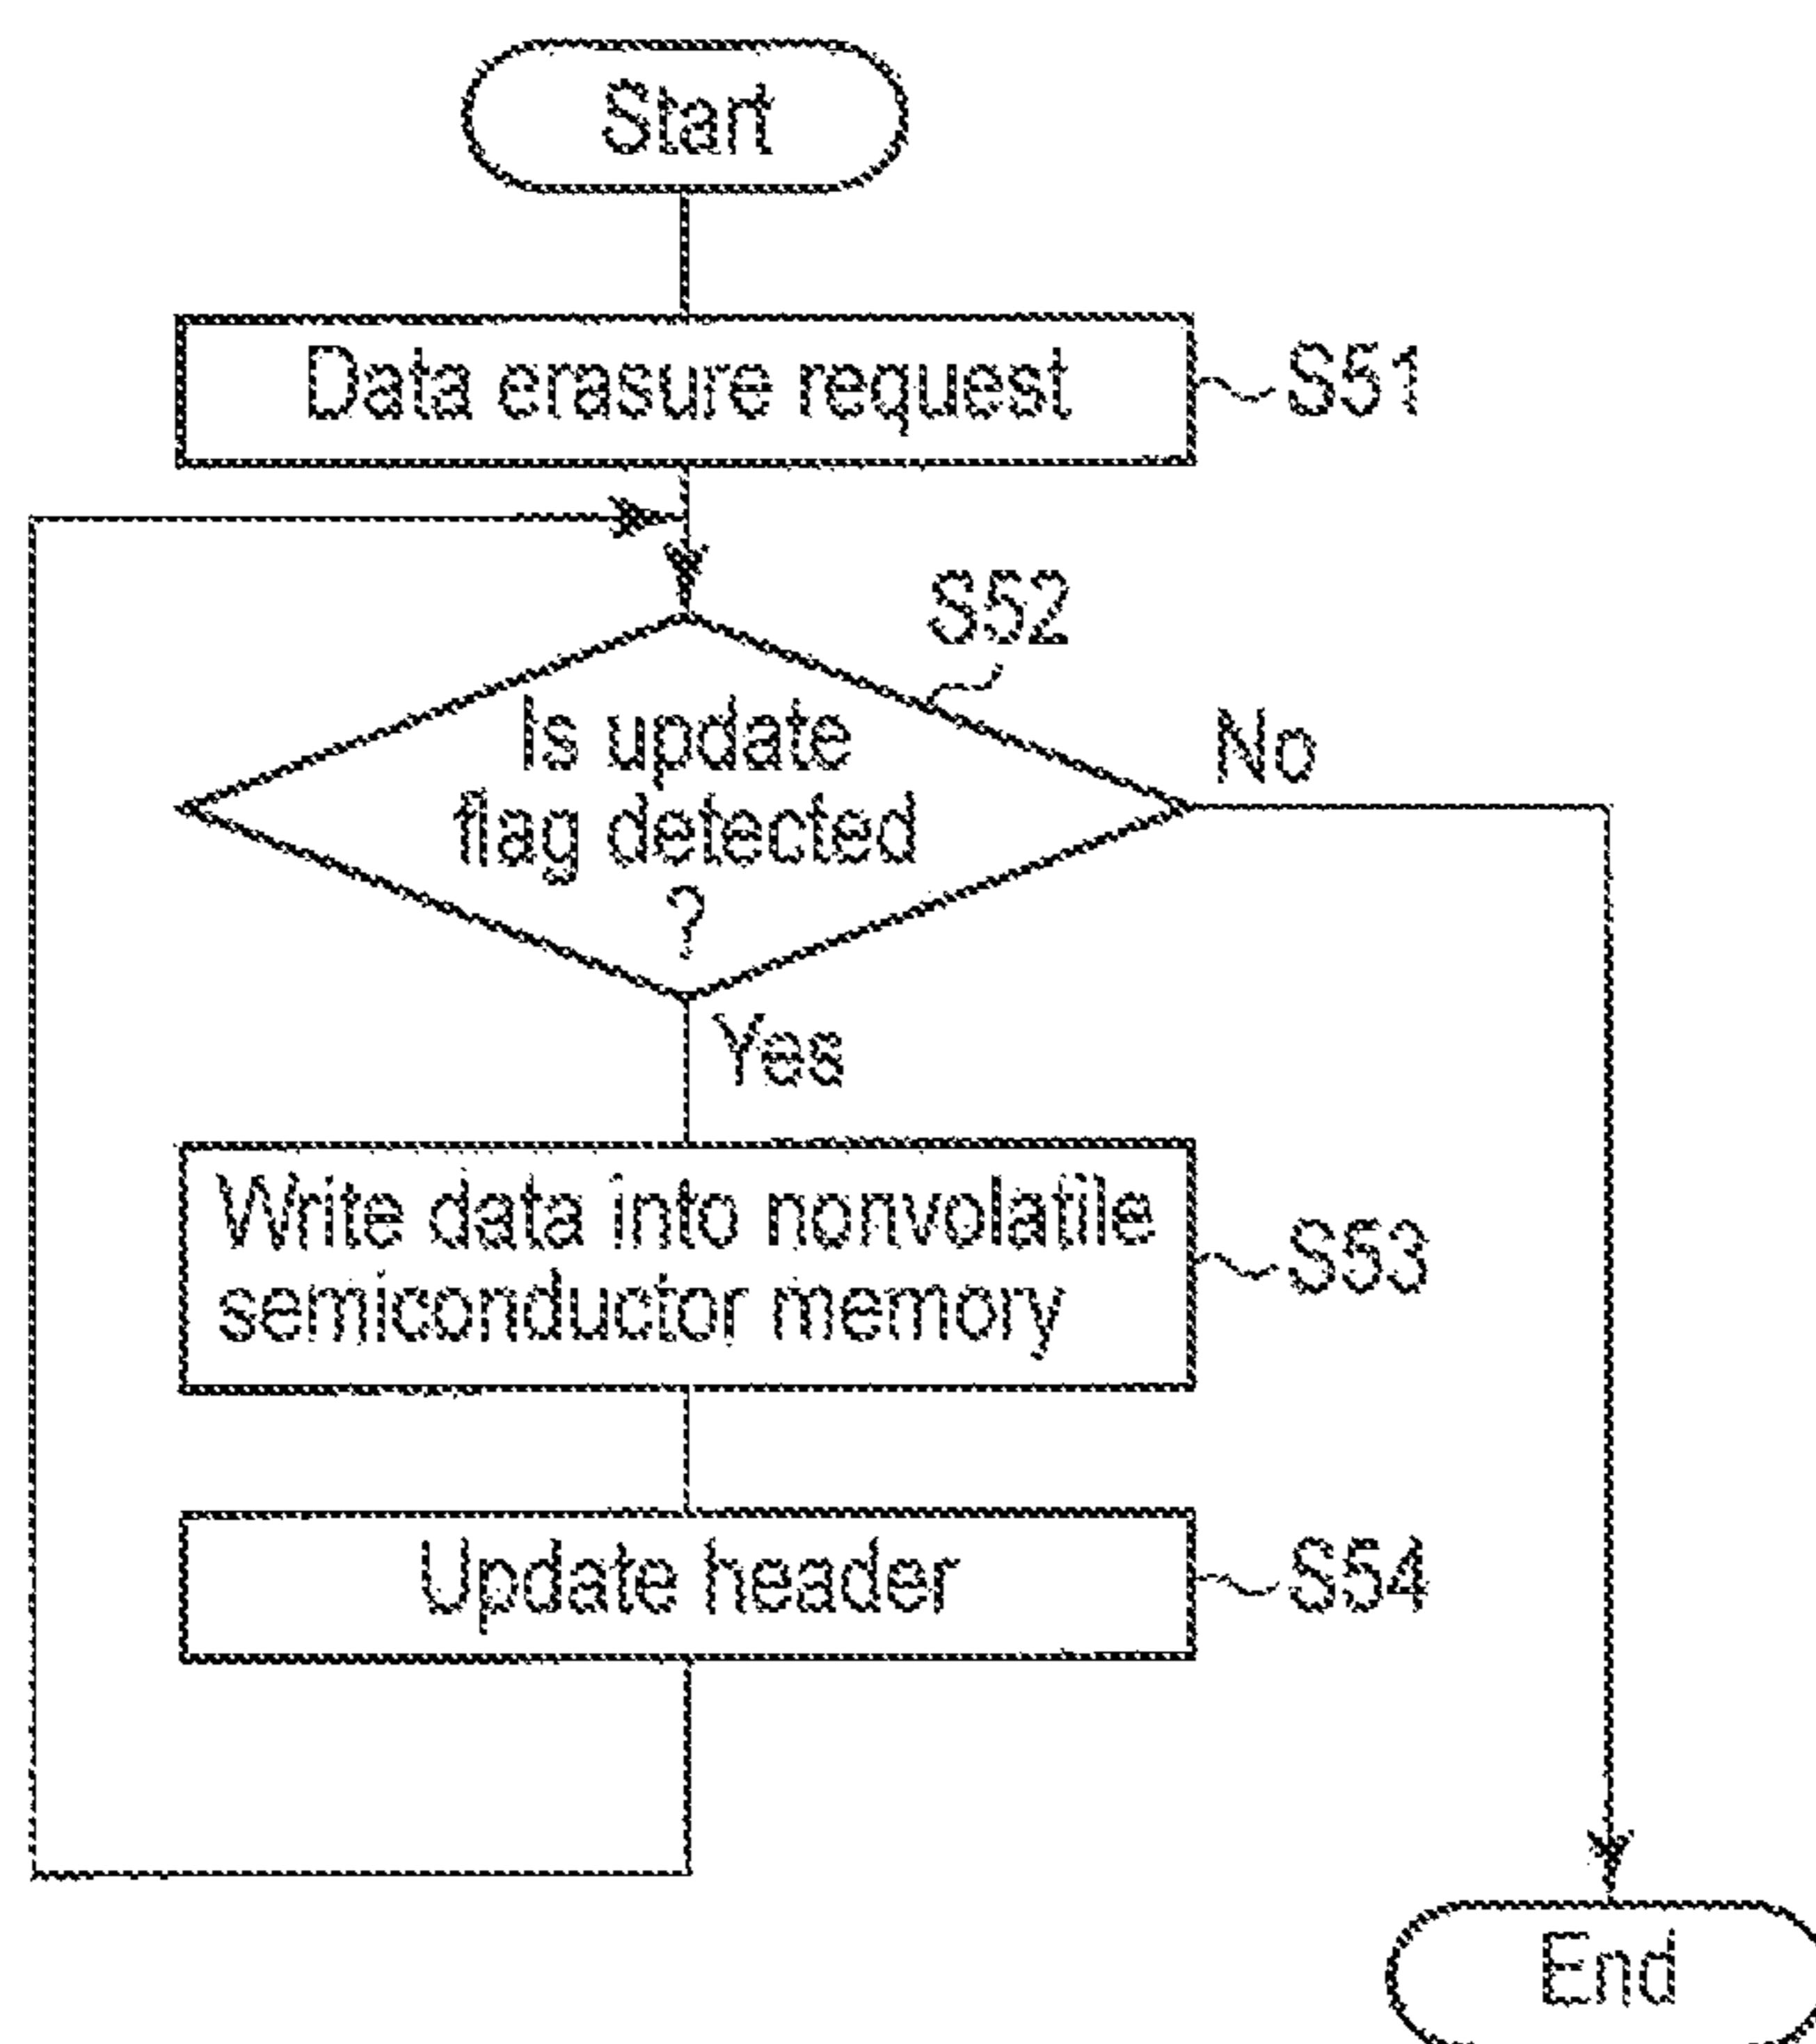 Start
Data erasure request
S51
S52
Is update
flag detected
?
No
Yes
Write data into nonvolatile
semiconductor memory
S53
Update header
S54
End